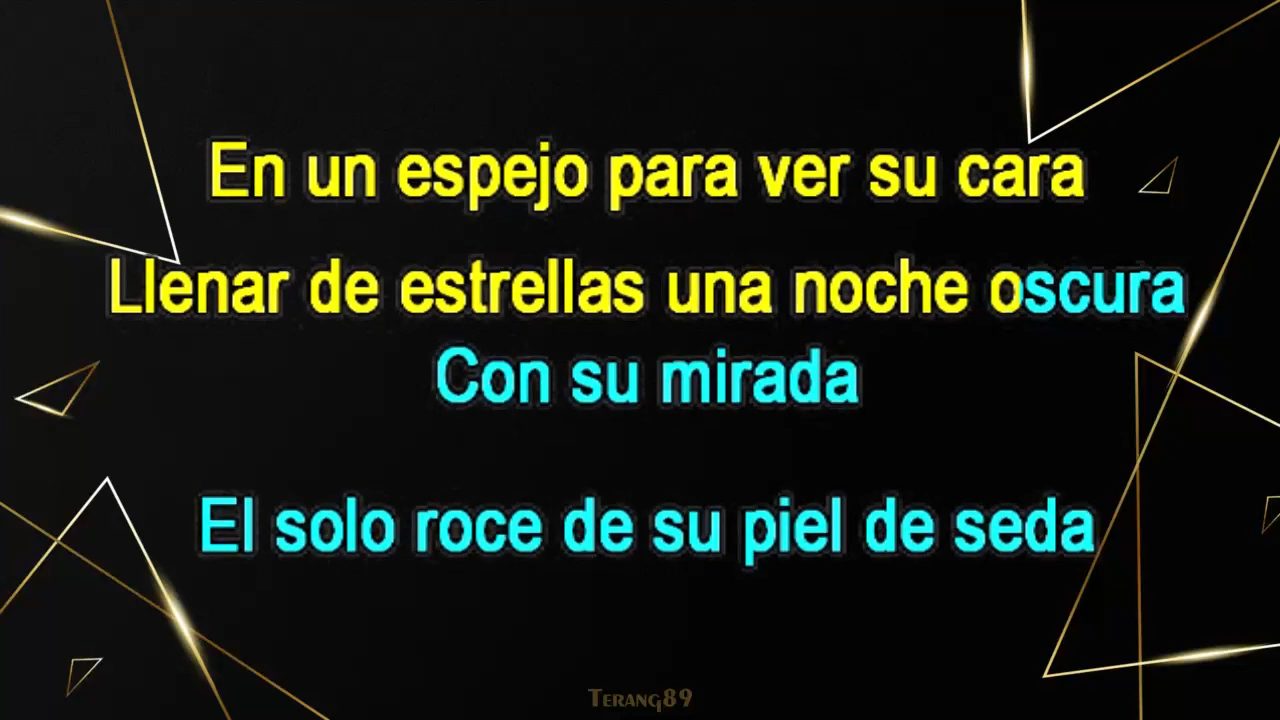 En un espejo para ver su cara
Llenar de estrellas una noche oscura
Con su mirada
El solo roce de su piel de seda
Terang89